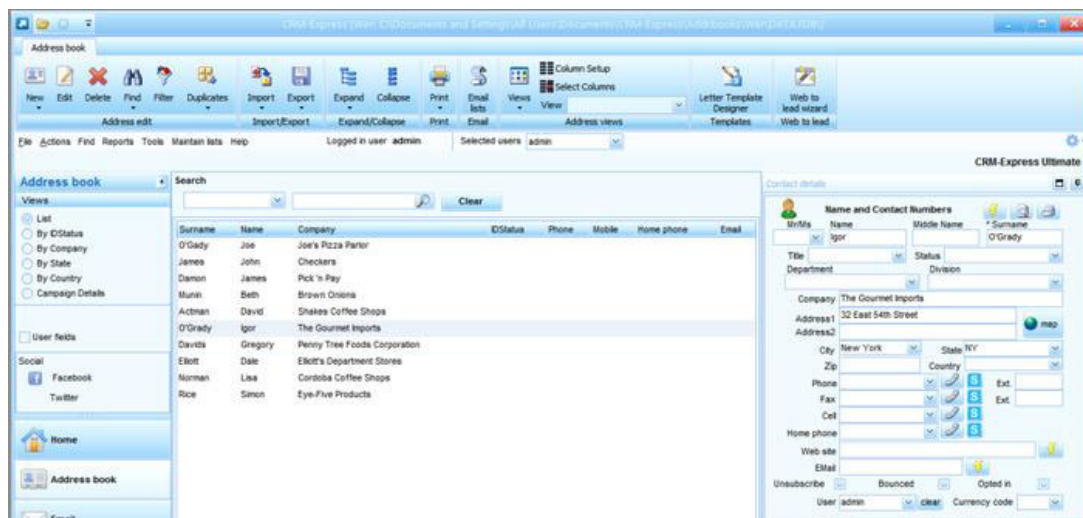 CRM-Express
Address book
New Edit Delete Find Filter Duplicates Import Export Expand Collapse Print Email lists Views
Column Setup
Select Columns
View
Letter Template Designer
Web to lead wizard
Address edit Import/Export Expand/Collapse Print Email Address views Templates Web to lead
File Actions Find Reports Tools Maintain lists Help Logged in user admin Selected users admin
CRM-Express Ultimate
Address book
Views
List
By IDStatus
By Company
By State
By Country
Campaign Details
User fields
Social
Facebook
Twitter
Home
Address book
Email
Search
Clear
Surname Name Company IDStatus Phone Mobile Home phone Email
O'Gady Joe Joe's Pizza Parlor
James John Checkers
Damon James Pick 'n Pay
Munin Beth Brown Onions
Actman David Shakes Coffee Shops
O'Grady Igor The Gourmet Imports
Davids Gregory Penny Tree Foods Corporation
Elliott Dale Elliott's Department Stores
Norman Lisa Cordoba Coffee Shops
Rice Simon Eye-Five Products
Contact details
Name and Contact Numbers
Mr/Ms Name Middle Name * Surname
Igor O'Grady
Title Status
Department Division
Company The Gourmet Imports
Address1 32 East 54th Street
Address2
map
City New York State NY
Zip Country
Phone Ext.
Fax Ext.
Cell
Home phone
Web site
EMail
Unsubscribe Bounced Opted in
User admin clear Currency code